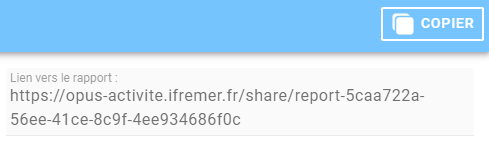 COPIER
Lien vers le rapport :
https://opus-activite.ifremer.fr/share/report-5caa722a-
56ee-41ce-8c9f-4ee934686f0c